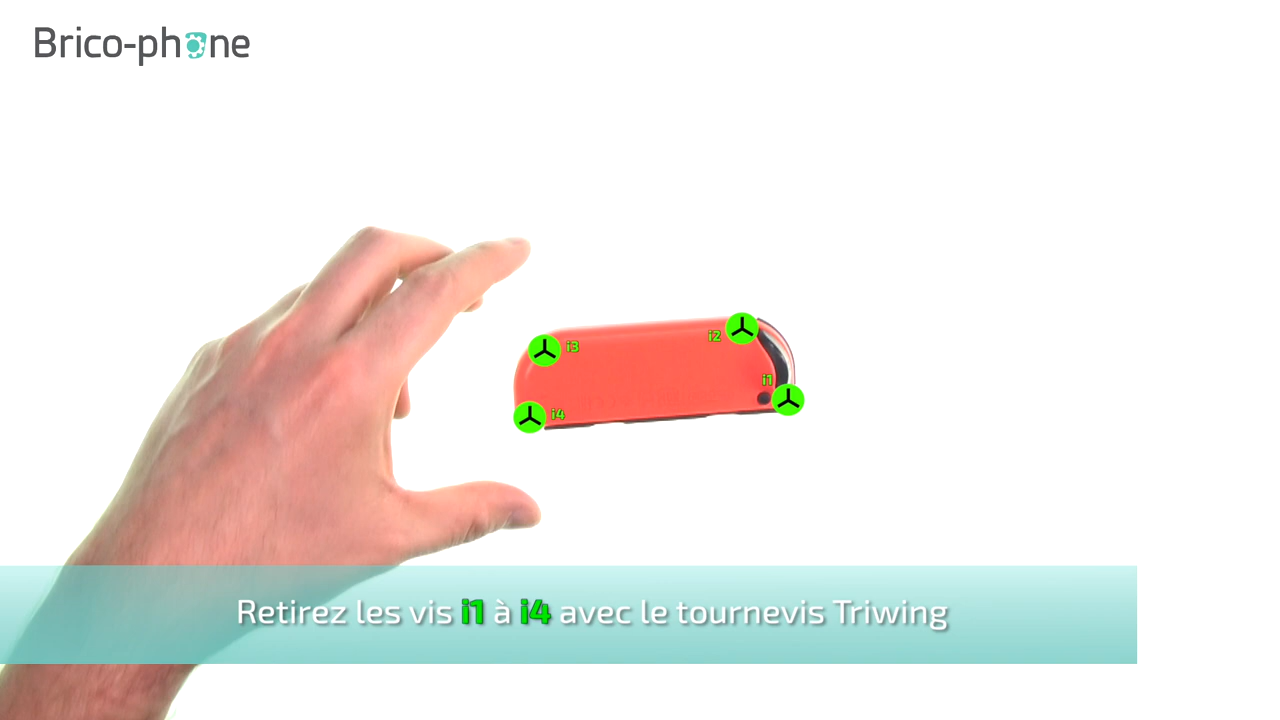 Brico-phone
i2
i3
i1
i4
Retirez les vis i1 à i4 avec le tournevis Triwing